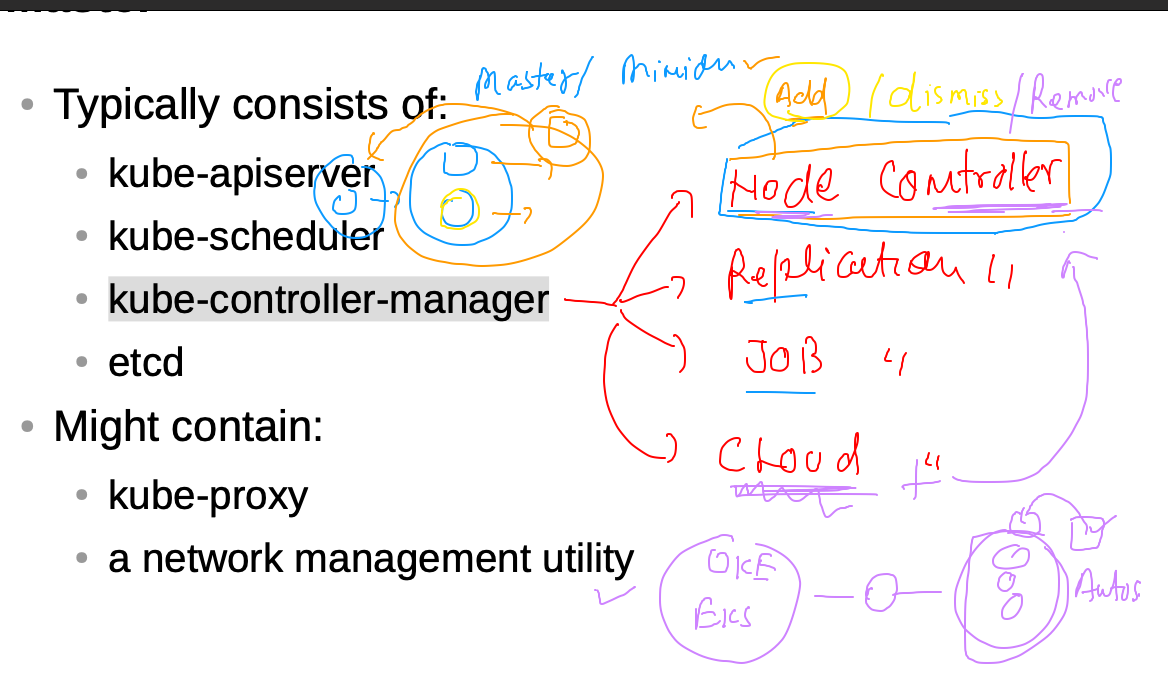 Master/ Minion
Add / dismiss / Remove
Typically consists of:
kube-apiserver
Node Controller
kube-scheduler
Replication "
kube-controller-manager
JOB "
etcd
Might contain:
Cloud "
kube-proxy
a network management utility
OKE
EKS
Autos